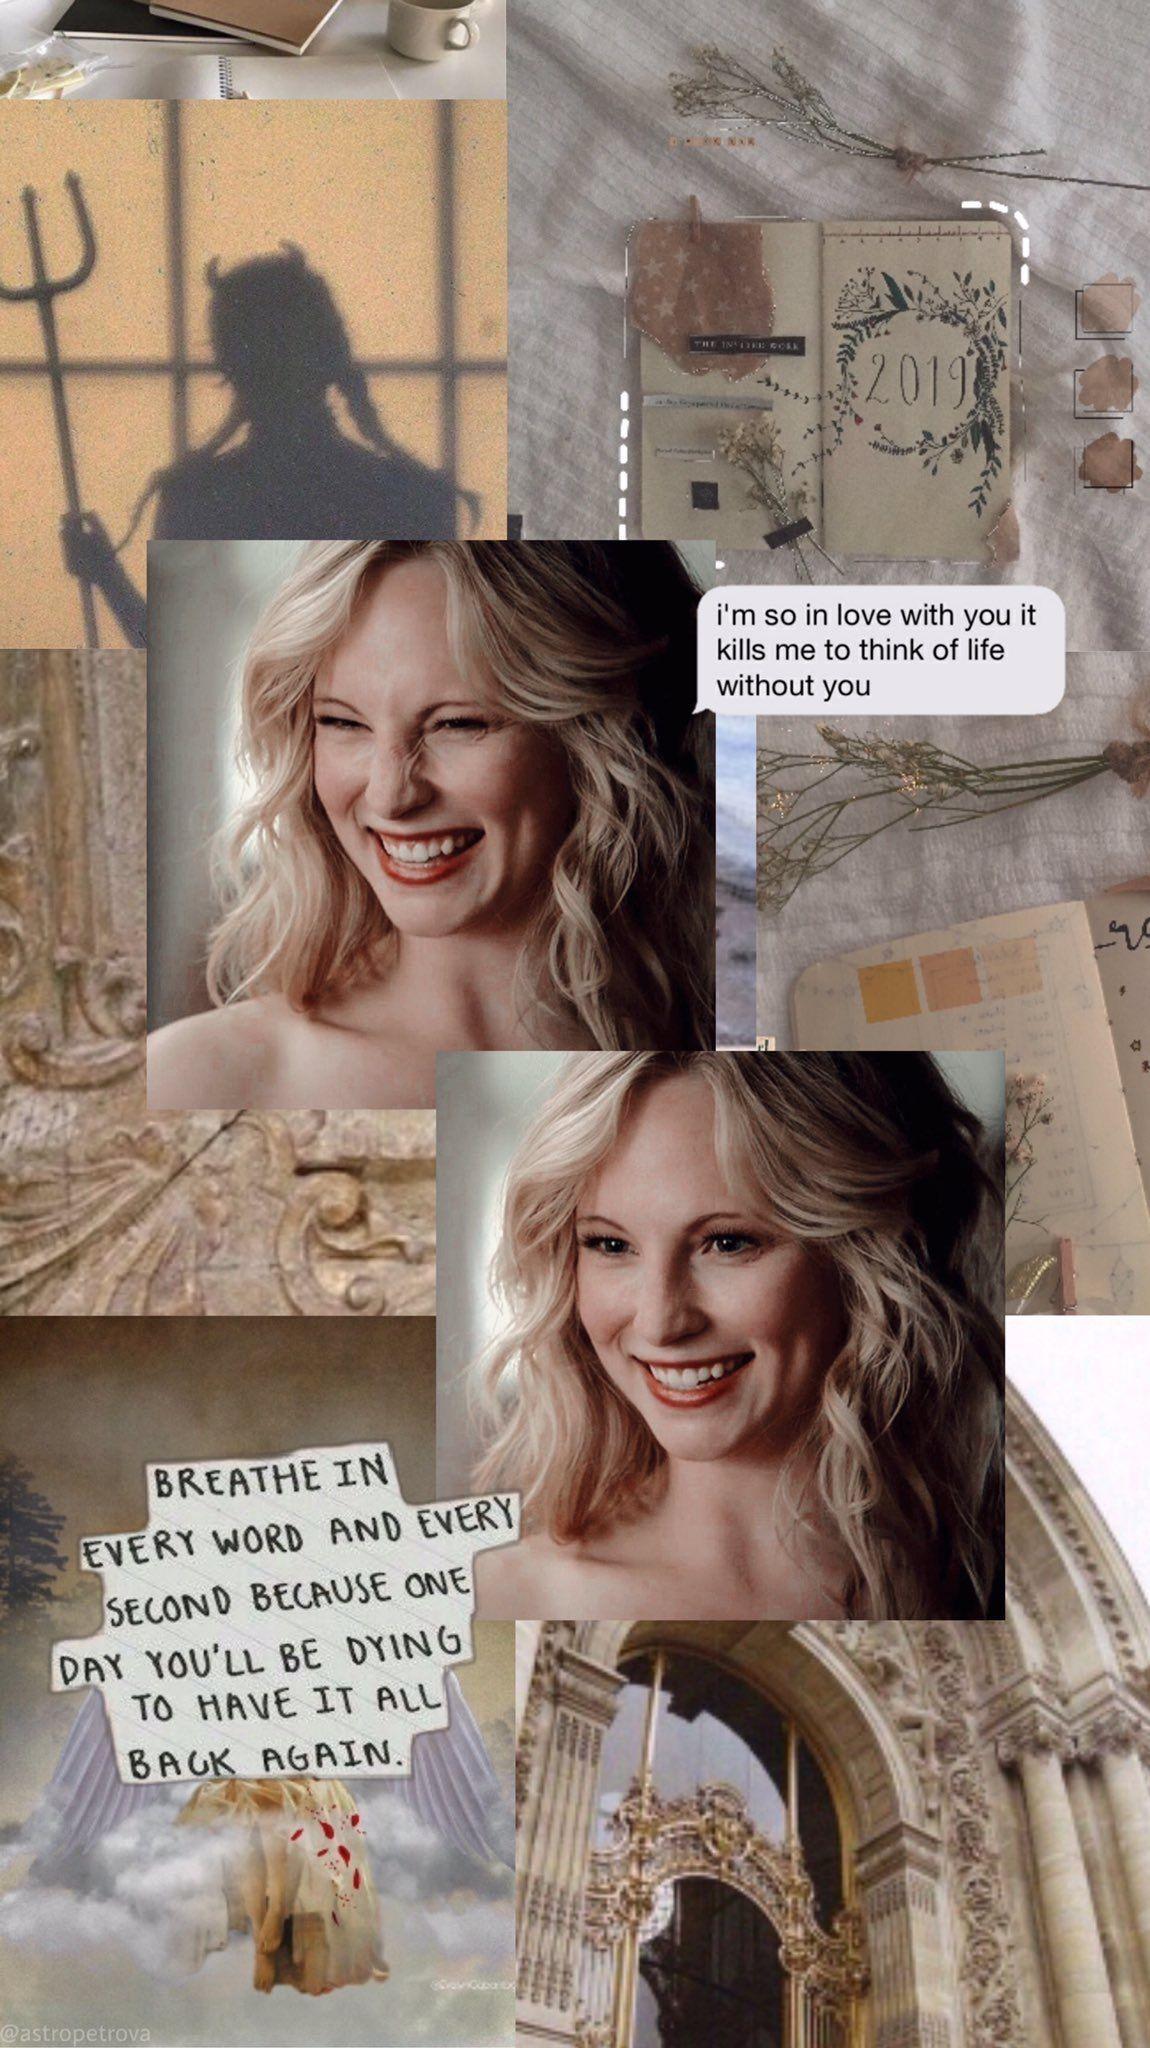 2019
i'm so in love with you it
kills me to think of life
without you
BREATHE IN
EVERY WORD AND EVERY
SECOND BECAUSE ONE
DAY YOU'LL BE DYING
TO HAVE IT ALL
BACK AGAIN.
@astropetrova